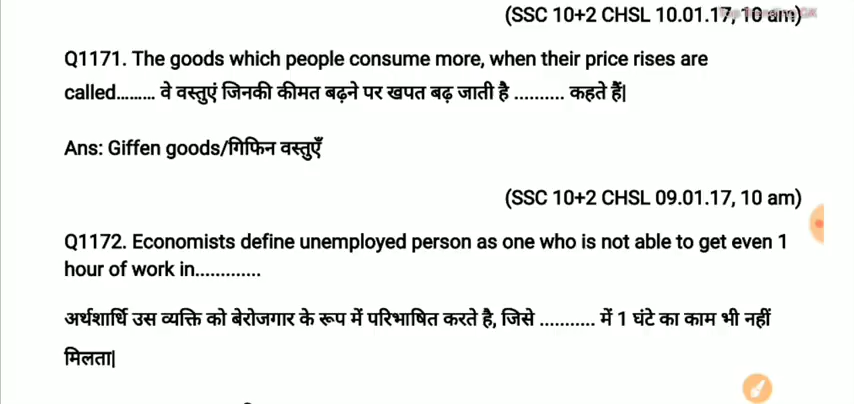 (SSC 10+2 CHSL 10.01.17, 10 am)
Q1171. The goods which people consume more, when their price rises are
called......... वे वस्तुएं जिनकी कीमत बढ़ने पर खपत बढ़ जाती है .......... कहते हैं|
Ans: Giffen goods/गिफिन वस्तुएँ
(SSC 10+2 CHSL 09.01.17, 10 am)
Q1172. Economists define unemployed person as one who is not able to get even 1
hour of work in.............
अर्थशार्धि उस व्यक्ति को बेरोजगार के रूप में परिभाषित करते है, जिसे ........... में 1 घंटे का काम भी नहीं
मिलता|